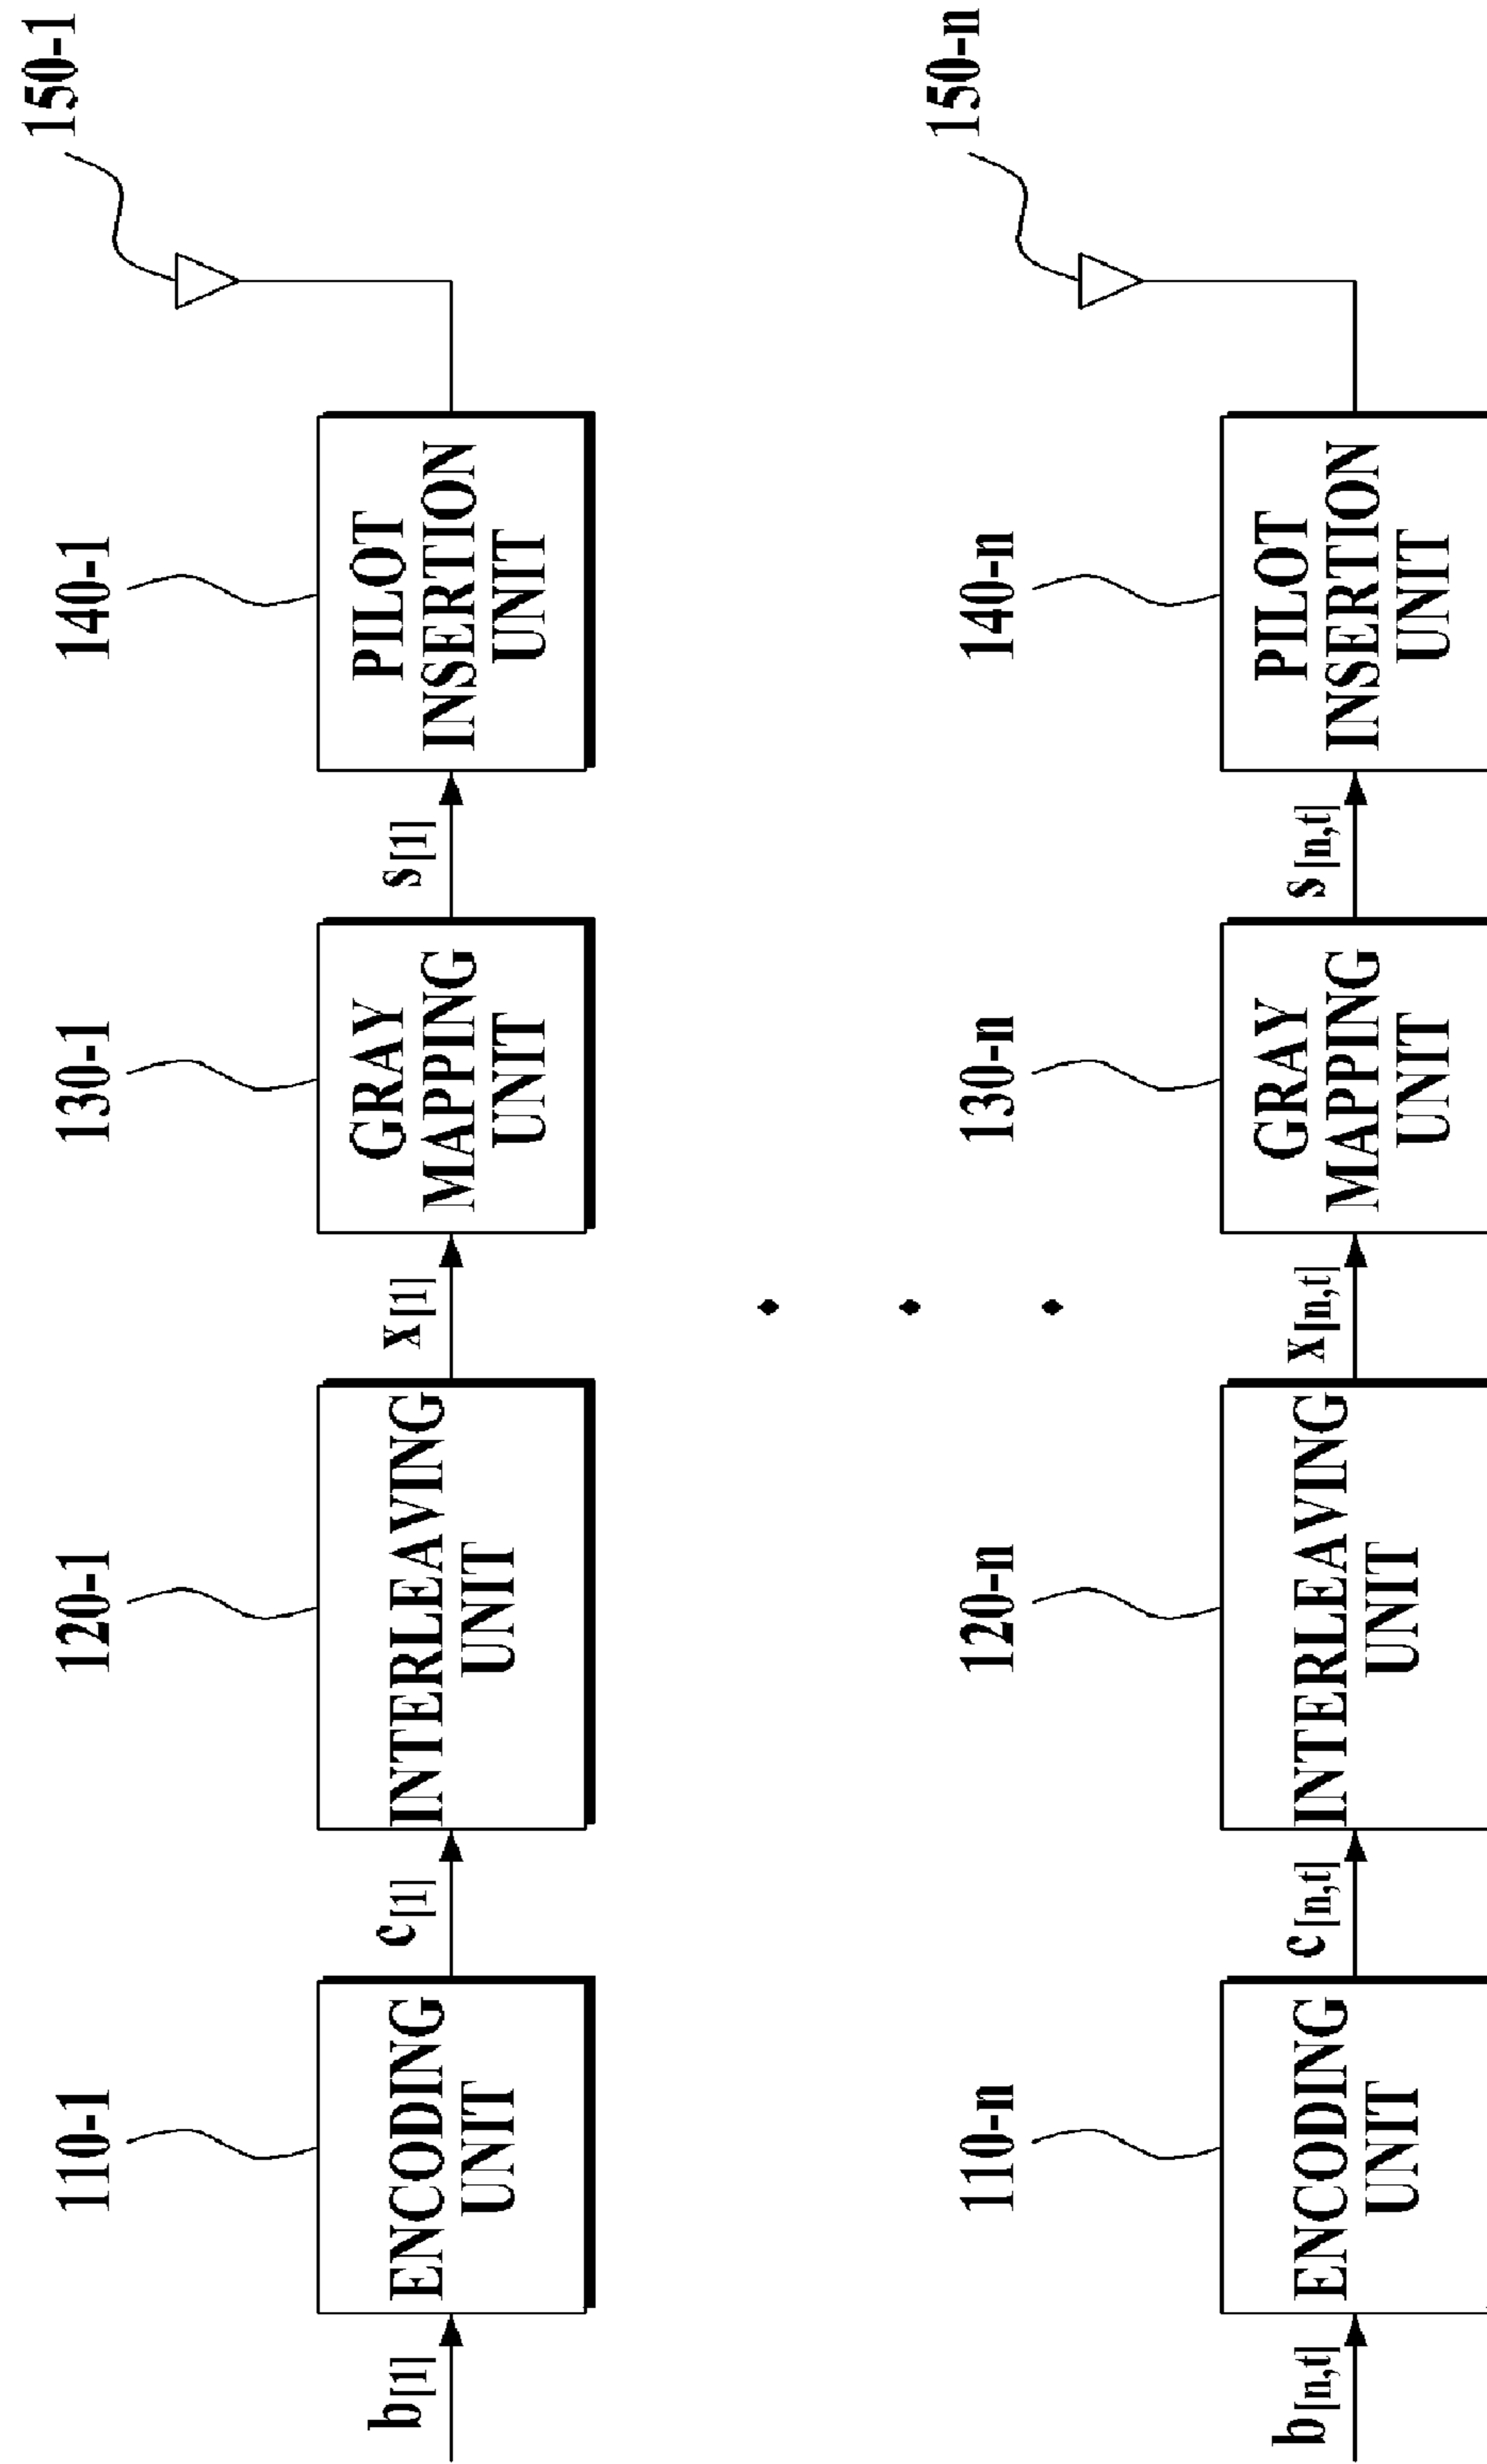 110-1
120-1
130-1
140-1
150-1
b[1]
ENCODING
UNIT
c[1]
INTERLEAVING
UNIT
x[1]
GRAY
MAPPING
UNIT
s[1]
PILOT
INSERTION
UNIT
110-n
120-n
130-n
140-n
150-n
b[n,t]
ENCODING
UNIT
c[n,t]
INTERLEAVING
UNIT
x[n,t]
GRAY
MAPPING
UNIT
s[n,t]
PILOT
INSERTION
UNIT